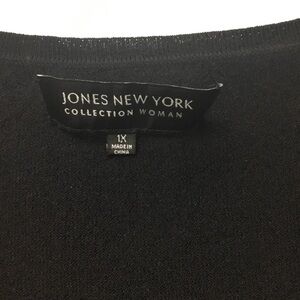 JONES NEW YORK
COLLECTION WOMAN
1X
MADE IN
CHINA